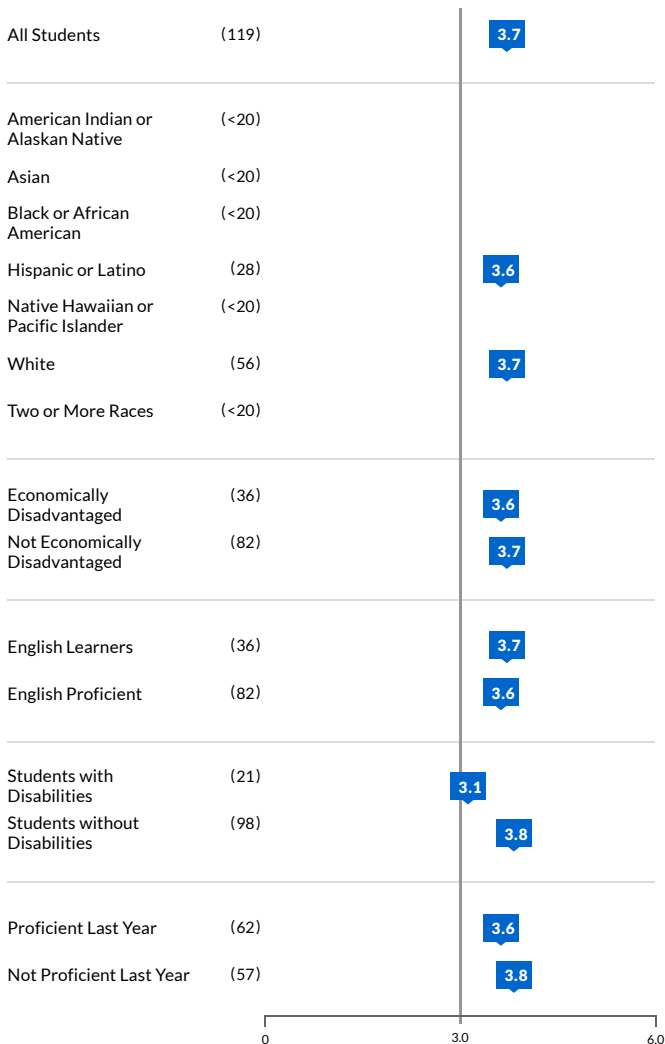 All Students (119) 3.7
American Indian or (<20)
Alaskan Native
Asian (<20)
Black or African (<20)
American
Hispanic or Latino (28) 3.6
Native Hawaiian or (<20)
Pacific Islander
White (56) 3.7
Two or More Races (<20)
Economically (36) 3.6
Disadvantaged
Not Economically (82) 3.7
Disadvantaged
English Learners (36) 3.7
English Proficient (82) 3.6
Students with (21) 3.1
Disabilities
Students without (98) 3.8
Disabilities
Proficient Last Year (62) 3.6
Not Proficient Last Year (57) 3.8
0 3.0 6.0